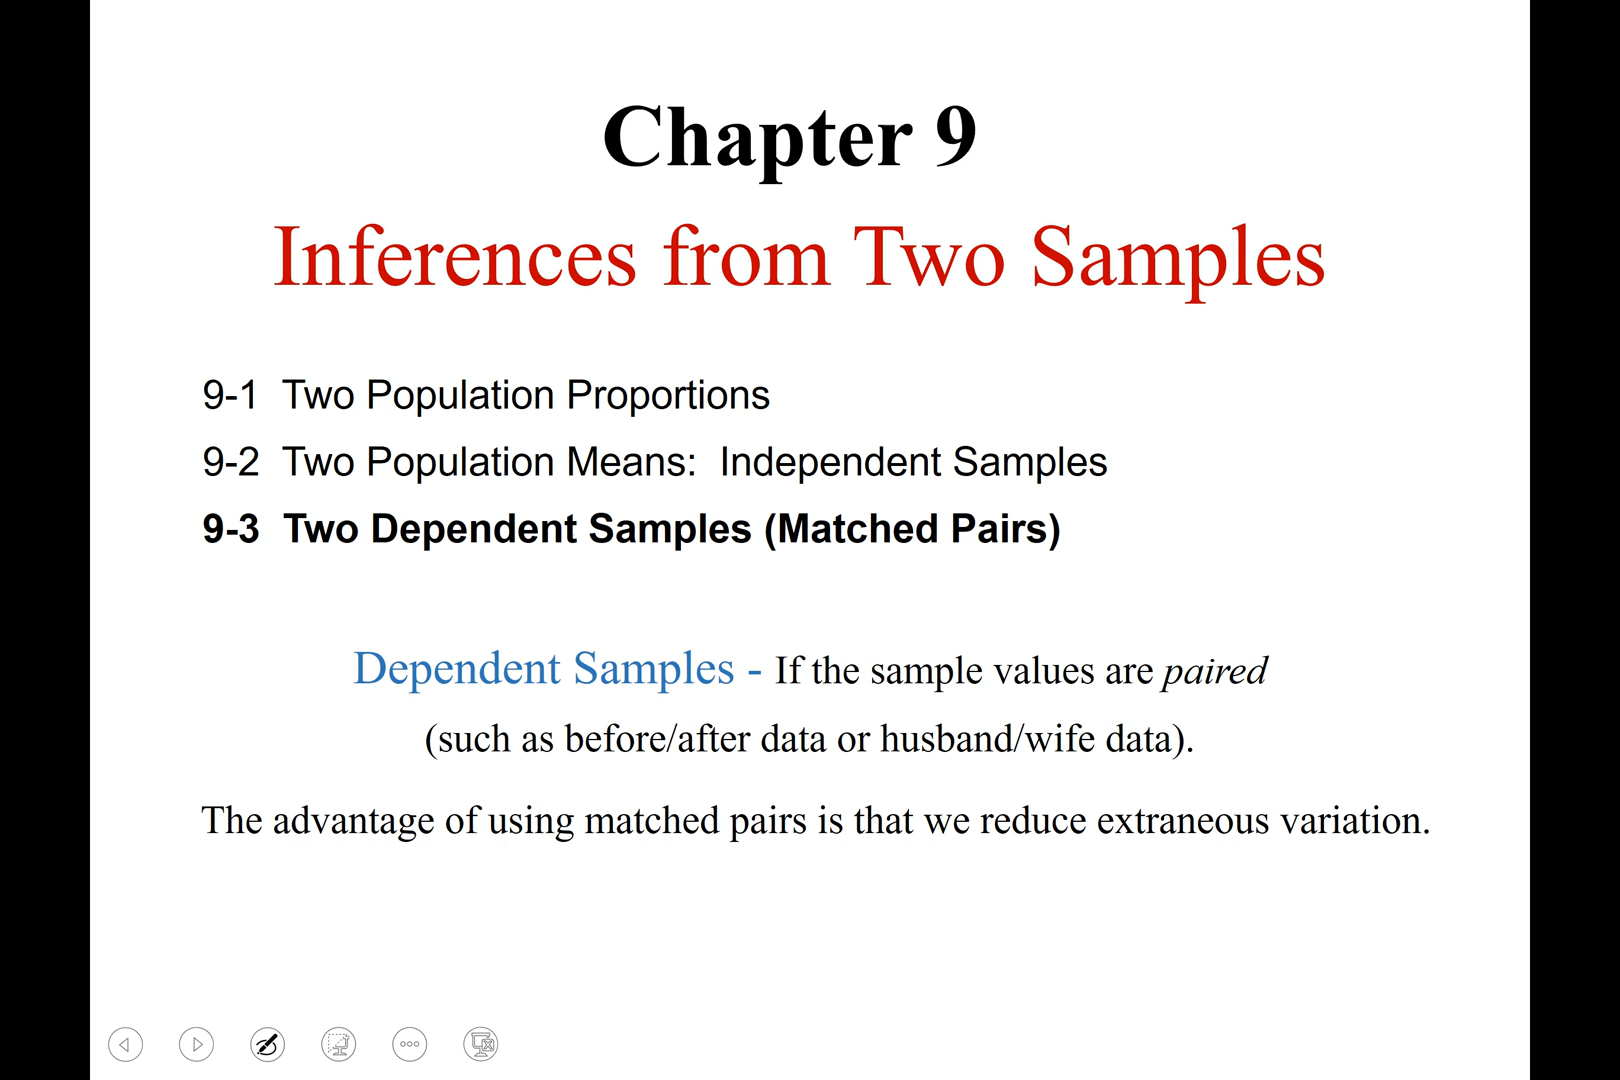 Chapter 9
Inferences from Two Samples
9-1 Two Population Proportions
9-2 Two Population Means: Independent Samples
9-3 Two Dependent Samples (Matched Pairs)
Dependent Samples - If the sample values are paired
(such as before/after data or husband/wife data).
The advantage of using matched pairs is that we reduce extraneous variation.